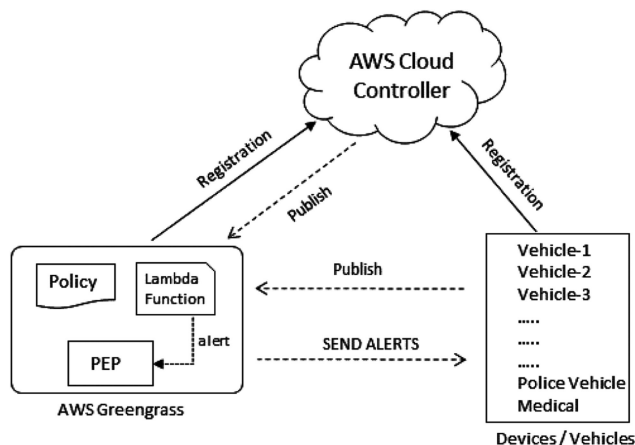 AWS Cloud
Controller
Registration
Registration
Publish
Policy
Lambda
Function
alert
PEP
AWS Greengrass
Publish
SEND ALERTS
Vehicle-1
Vehicle-2
Vehicle-3
.....
.....
.....
Police Vehicle
Medical
Devices / Vehicles